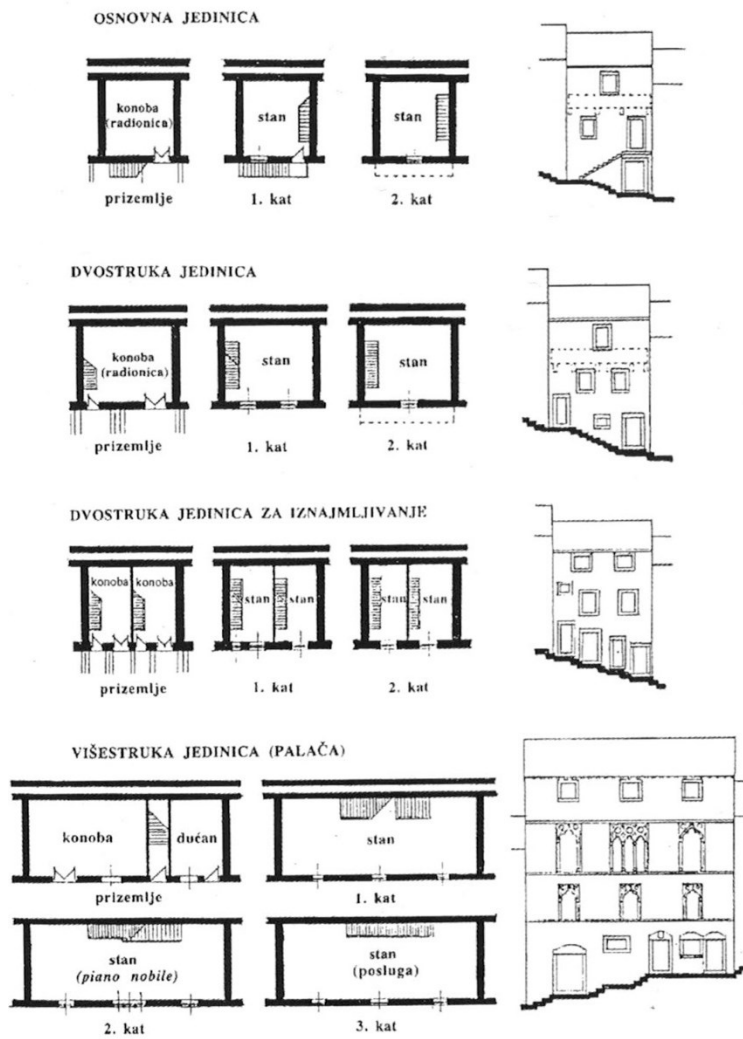 OSNOVNA JEDINICA
konoba
(radionica)
stan
stan
prizemlje
1. kat
2. kat
DVOSTRUKA JEDINICA
konoba
(radionica)
stan
stan
prizemlje
1. kat
2. kat
DVOSTRUKA JEDINICA ZA IZNAJMLJIVANJE
konoba
konoba
stan
stan
stan
stan
prizemlje
1. kat
2. kat
VIŠESTRUKA JEDINICA (PALAČA)
konoba
dućan
stan
prizemlje
1. kat
stan
(piano nobile)
stan
(posluga)
2. kat
3. kat